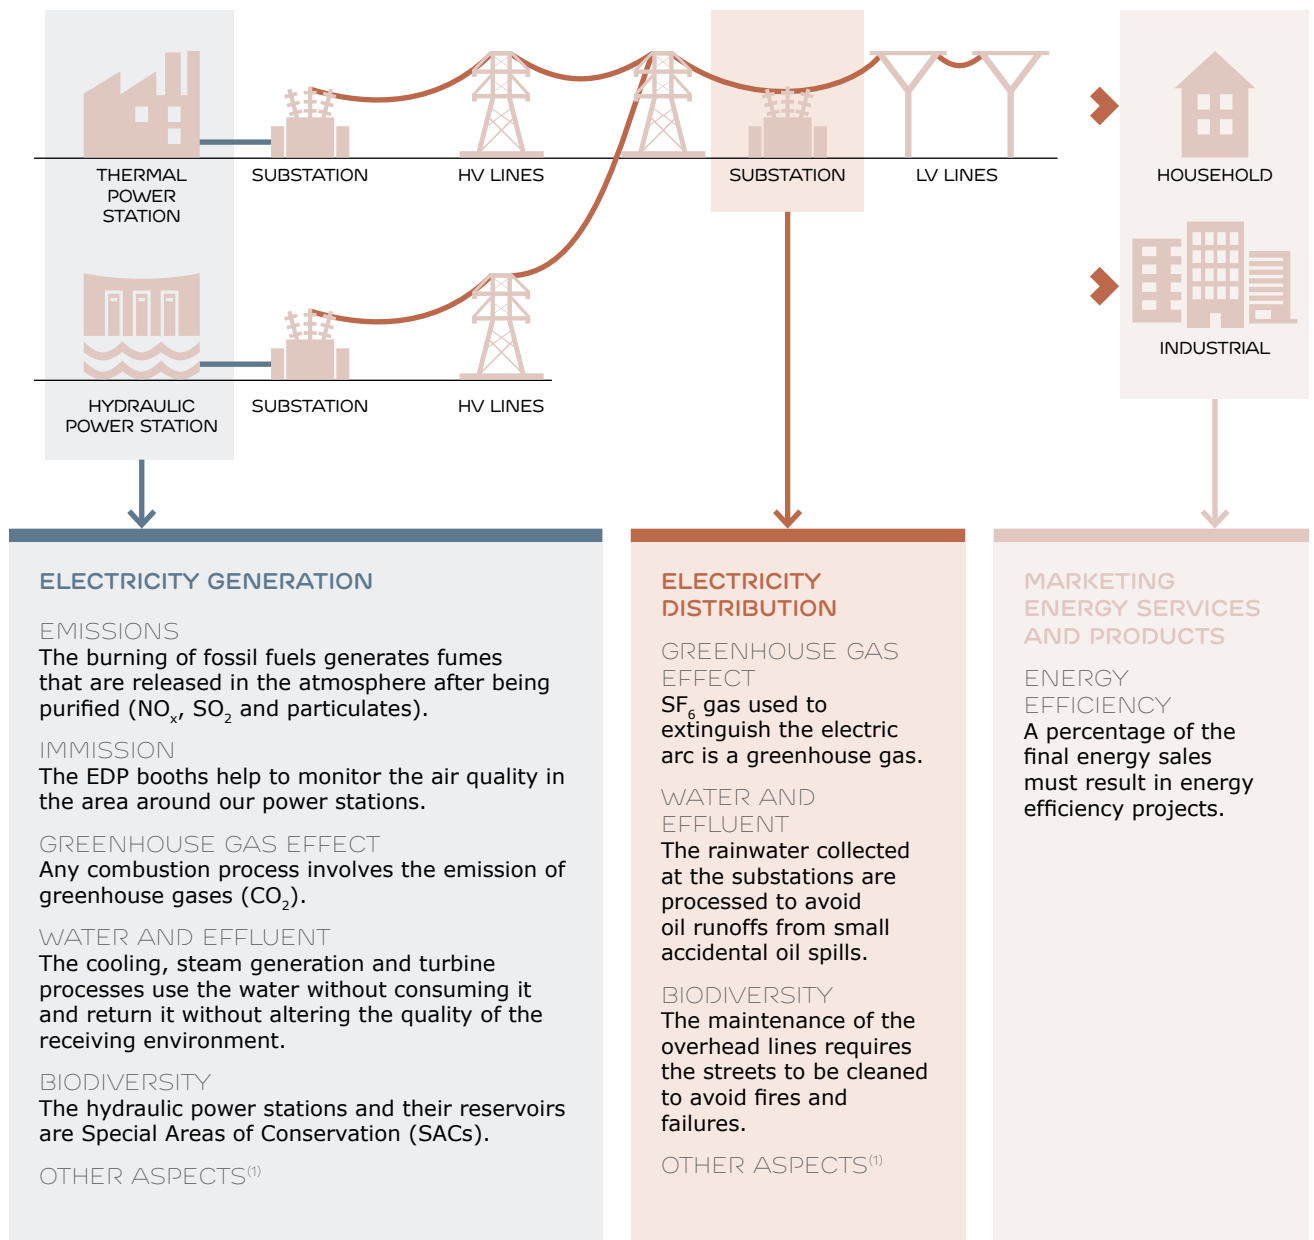 THERMAL
POWER
STATION
SUBSTATION
HV LINES
SUBSTATION
LV LINES
HOUSEHOLD
HYDRAULIC
POWER STATION
SUBSTATION
HV LINES
INDUSTRIAL
ELECTRICITY GENERATION
EMISSIONS
The burning of fossil fuels generates fumes
that are released in the atmosphere after being
purified (NOx, SO2 and particulates).
IMMISSION
The EDP booths help to monitor the air quality in
the area around our power stations.
GREENHOUSE GAS EFFECT
Any combustion process involves the emission of
greenhouse gases (CO2).
WATER AND EFFLUENT
The cooling, steam generation and turbine
processes use the water without consuming it
and return it without altering the quality of the
receiving environment.
BIODIVERSITY
The hydraulic power stations and their reservoirs
are Special Areas of Conservation (SACs).
OTHER ASPECTS(1)
ELECTRICITY
DISTRIBUTION
GREENHOUSE GAS
EFFECT
SF6 gas used to
extinguish the electric
arc is a greenhouse gas.
WATER AND
EFFLUENT
The rainwater collected
at the substations are
processed to avoid
oil runoffs from small
accidental oil spills.
BIODIVERSITY
The maintenance of the
overhead lines requires
the streets to be cleaned
to avoid fires and
failures.
OTHER ASPECTS(1)
MARKETING
ENERGY SERVICES
AND PRODUCTS
ENERGY
EFFICIENCY
A percentage of the
final energy sales
must result in energy
efficiency projects.